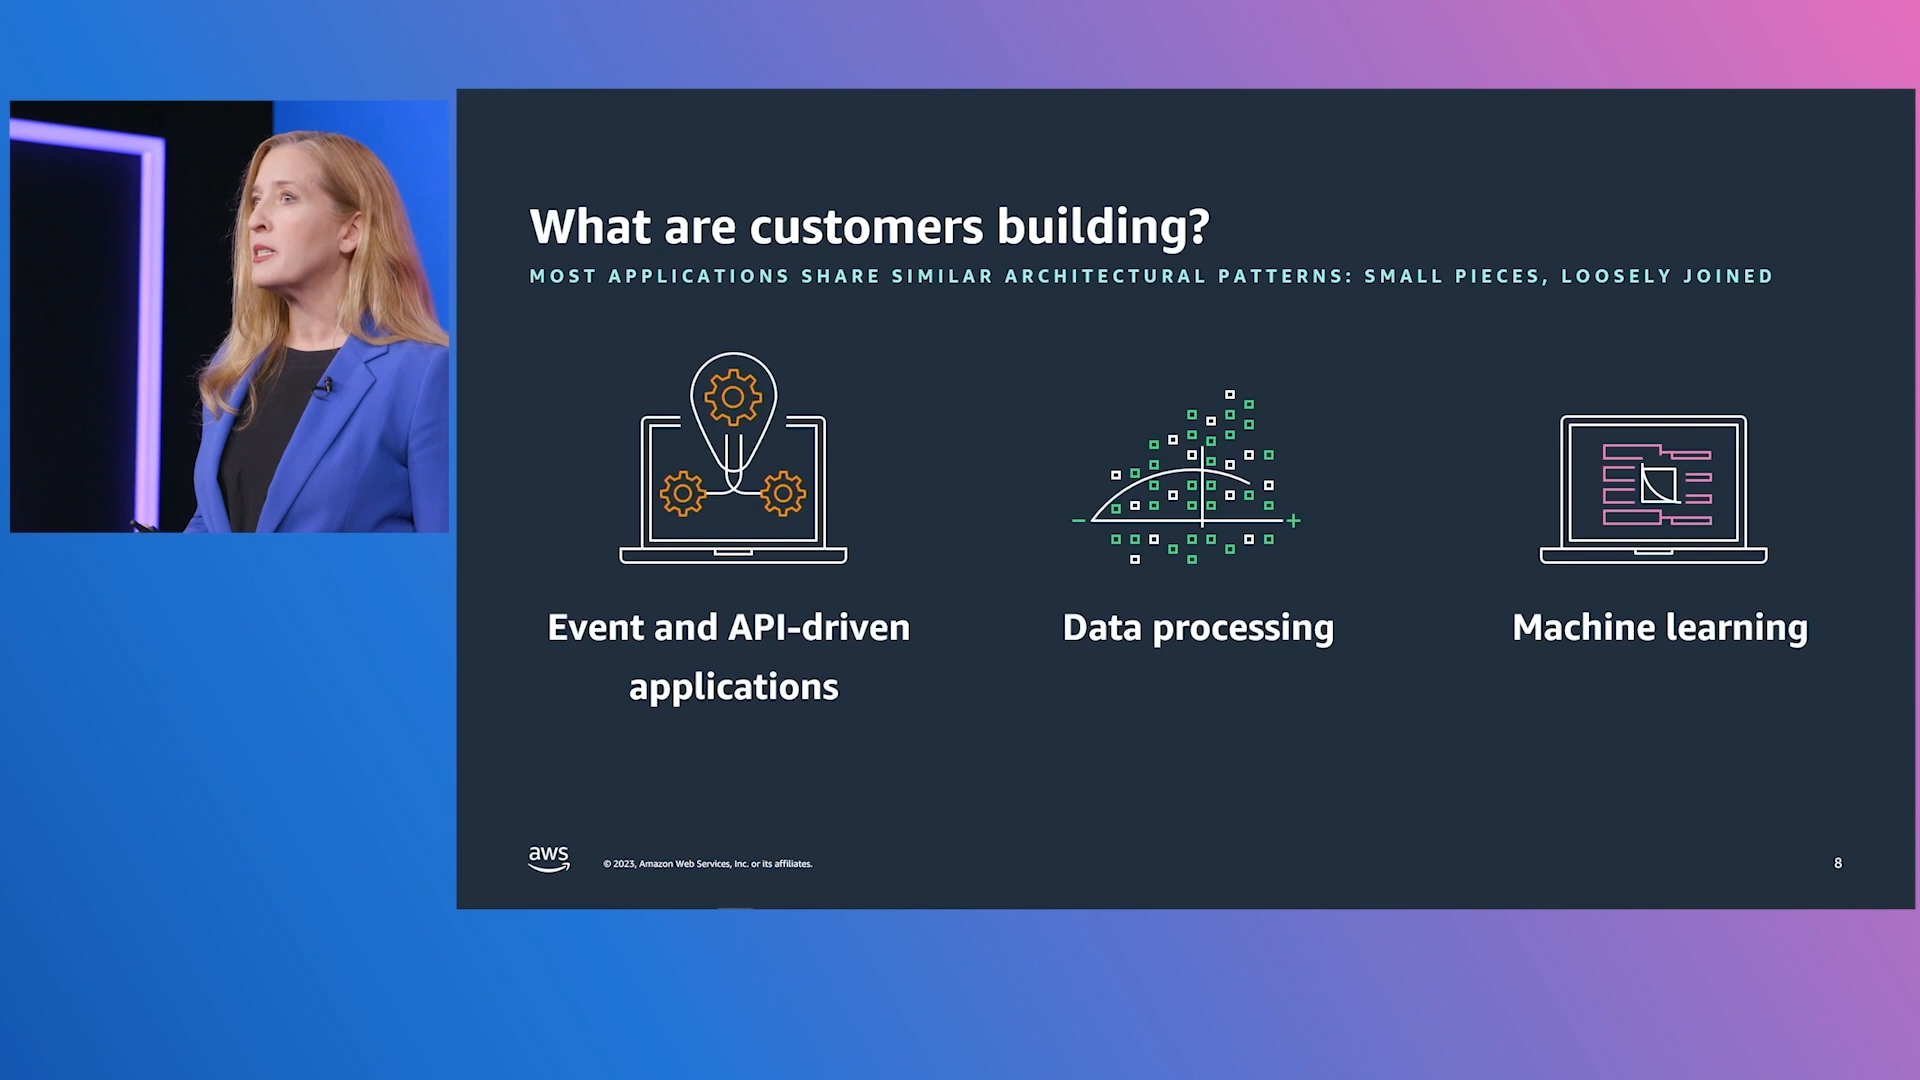 What are customers building?
MOST APPLICATIONS SHARE SIMILAR ARCHITECTURAL PATTERNS: SMALL PIECES, LOOSELY JOINED
Event and API-driven
applications
Data processing
Machine learning
aws
© 2023, Amazon Web Services, Inc. or its affiliates.
8